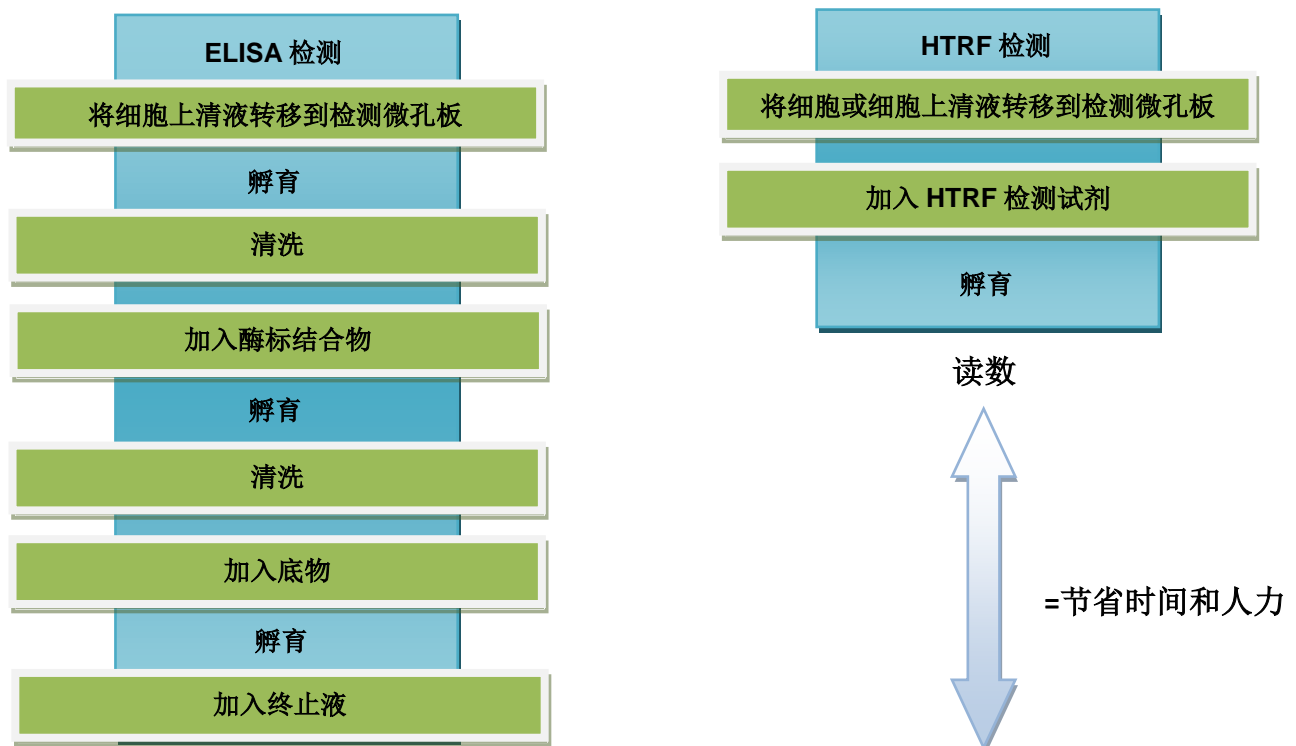 ELISA 检测
将细胞上清液转移到检测微孔板
孵育
清洗
加入酶标结合物
孵育
清洗
加入底物
孵育
加入终止液
HTRF 检测
将细胞或细胞上清液转移到检测微孔板
加入 HTRF 检测试剂
孵育
读数
=节省时间和人力